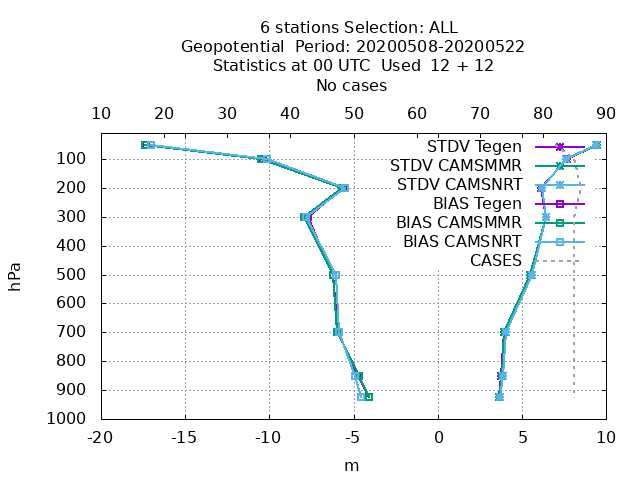 6 stations Selection: ALL
Geopotential  Period: 20200508-20200522
Statistics at 00 UTC  Used  12 + 12
No cases
10 20 30 40 50 60 70 80 90
STDV Tegen
STDV CAMSMMR
STDV CAMSNRT
BIAS Tegen
BIAS CAMSMMR
BIAS CAMSNRT
CASES
100
200
300
400
500
600
700
800
900
1000
hPa
-20 -15 -10 -5 0 5 10
m